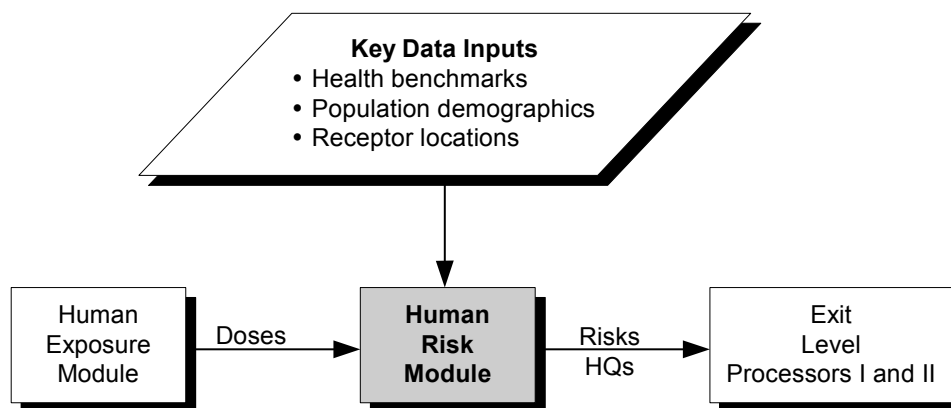 Key Data Inputs
• Health benchmarks
• Population demographics
• Receptor locations
Human
Exposure
Module
Doses
Human
Risk
Module
Risks
HQs
Exit
Level
Processors I and II